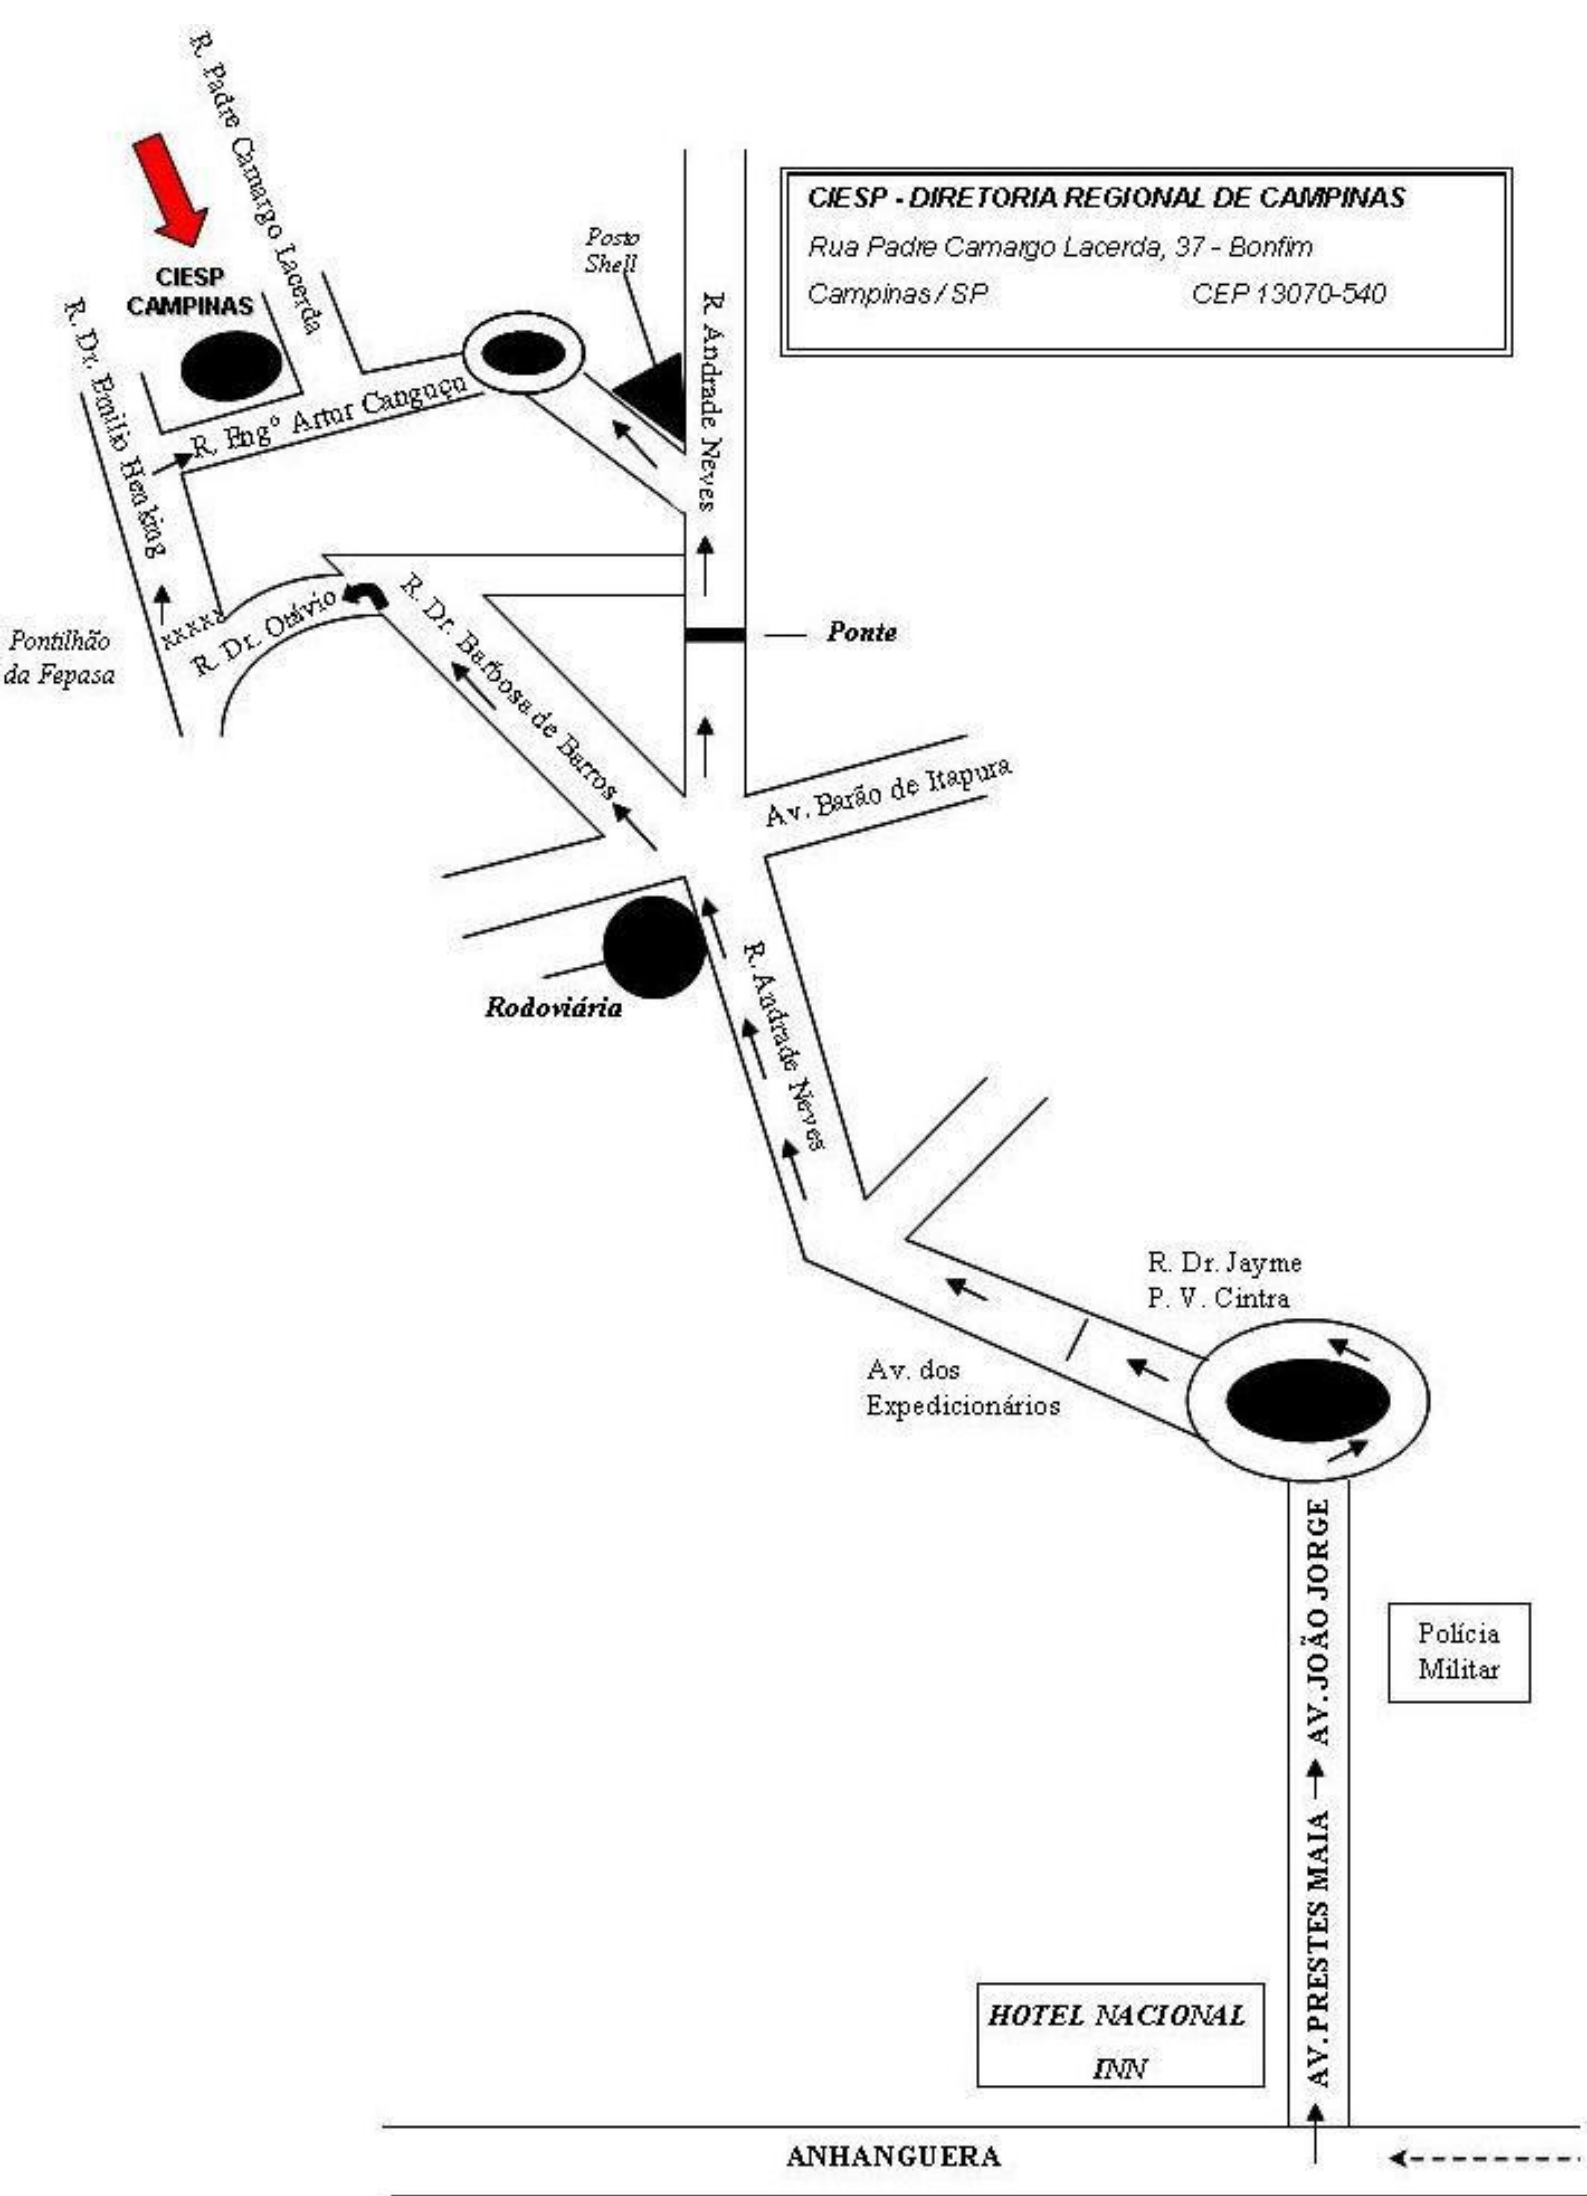 R. Padre Camargo Lacerda
CIESP
CAMPINAS
Posto
Shell
CIESP - DIRETORIA REGIONAL DE CAMPINAS
Rua Padre Camargo Lacerda, 37 - Bonfim
Campinas / SP CEP 13070-540
R. Dr. Emilio Henking
R. Engº Artur Canguçu
R. Andrade Neves
R. Dr. Otávio
xxxxx
R. Dr. Barbosa de Barros
Pontilhão
da Fepasa
Ponte
Av. Barão de Itapura
Rodoviária
R. Andrade Neves
R. Dr. Jayme
P. V. Cintra
Av. dos
Expedicionários
AV. JOÃO JORGE
Polícia
Militar
AV. PRESTES MAIA
HOTEL NACIONAL
INN
ANHANGUERA